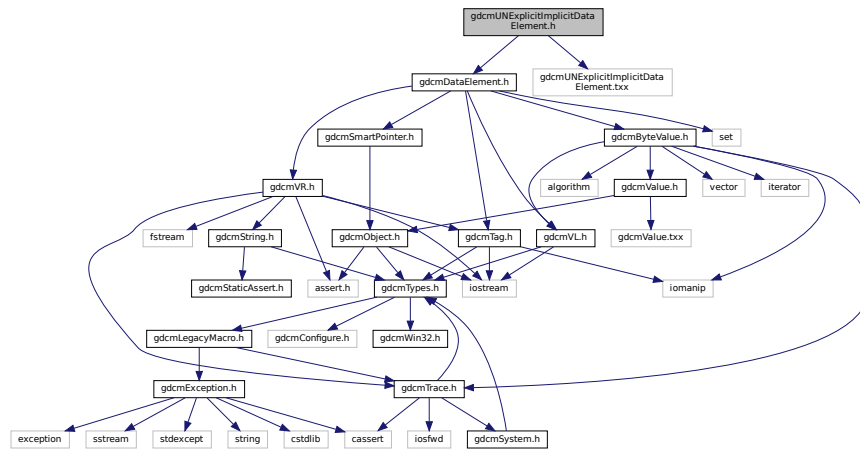 gdcmUNExplicitImplicitData
Element.h
gdcmDataElement.h
gdcmUNExplicitImplicitData
Element.txx
gdcmSmartPointer.h
gdcmByteValue.h
set
gdcmVR.h
algorithm
gdcmValue.h
vector
iterator
fstream
gdcmString.h
gdcmObject.h
gdcmTag.h
gdcmVL.h
gdcmValue.txx
gdcmStaticAssert.h
assert.h
gdcmTypes.h
iostream
iomanip
gdcmLegacyMacro.h
gdcmConfigure.h
gdcmWin32.h
gdcmException.h
gdcmTrace.h
exception
sstream
stdexcept
string
cstdlib
cassert
iosfwd
gdcmSystem.h